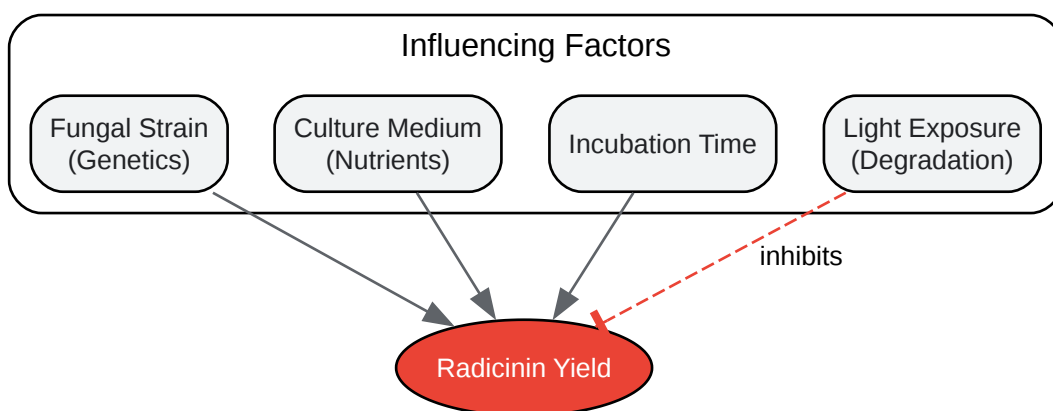 Influencing Factors
Fungal Strain
(Genetics)
Culture Medium
(Nutrients)
Incubation Time
Light Exposure
(Degradation)
inhibits
Radicinin Yield